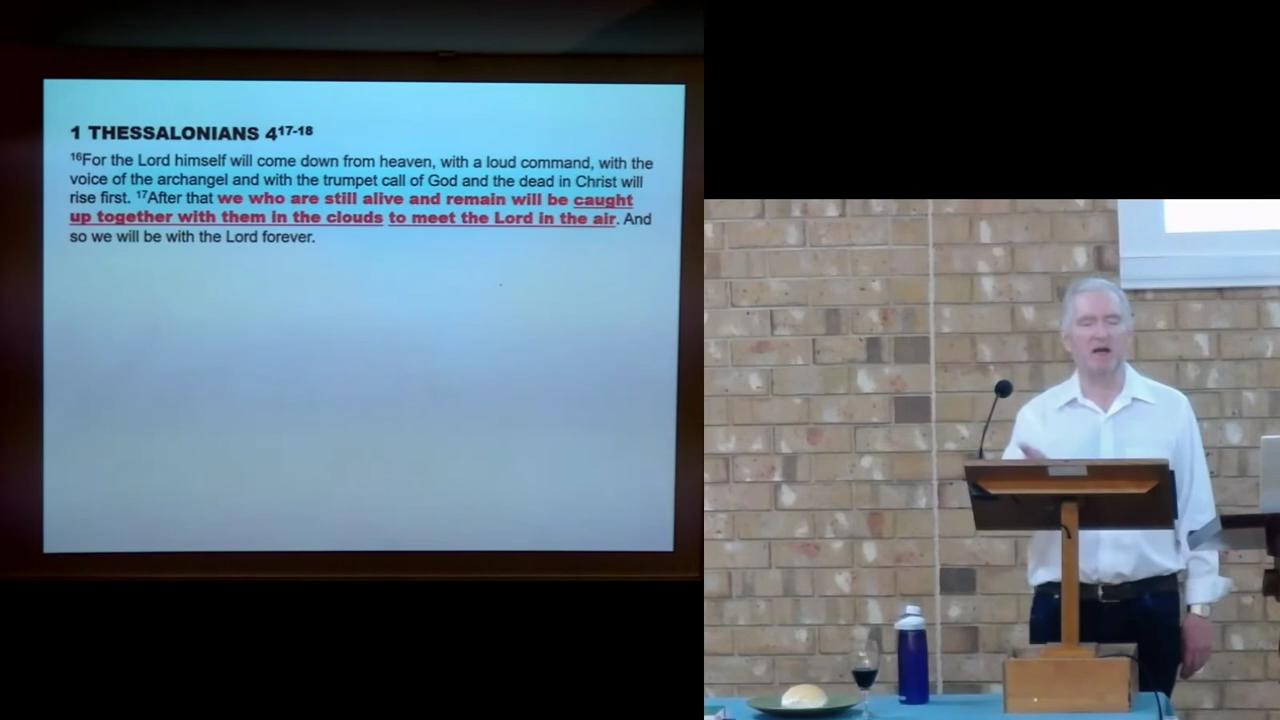 1 THESSALONIANS 4¹⁷⁻¹⁸
¹⁶For the Lord himself will come down from heaven, with a loud command, with the
voice of the archangel and with the trumpet call of God and the dead in Christ will
rise first. ¹⁷After that we who are still alive and remain will be caught
up together with them in the clouds to meet the Lord in the air. And
so we will be with the Lord forever.